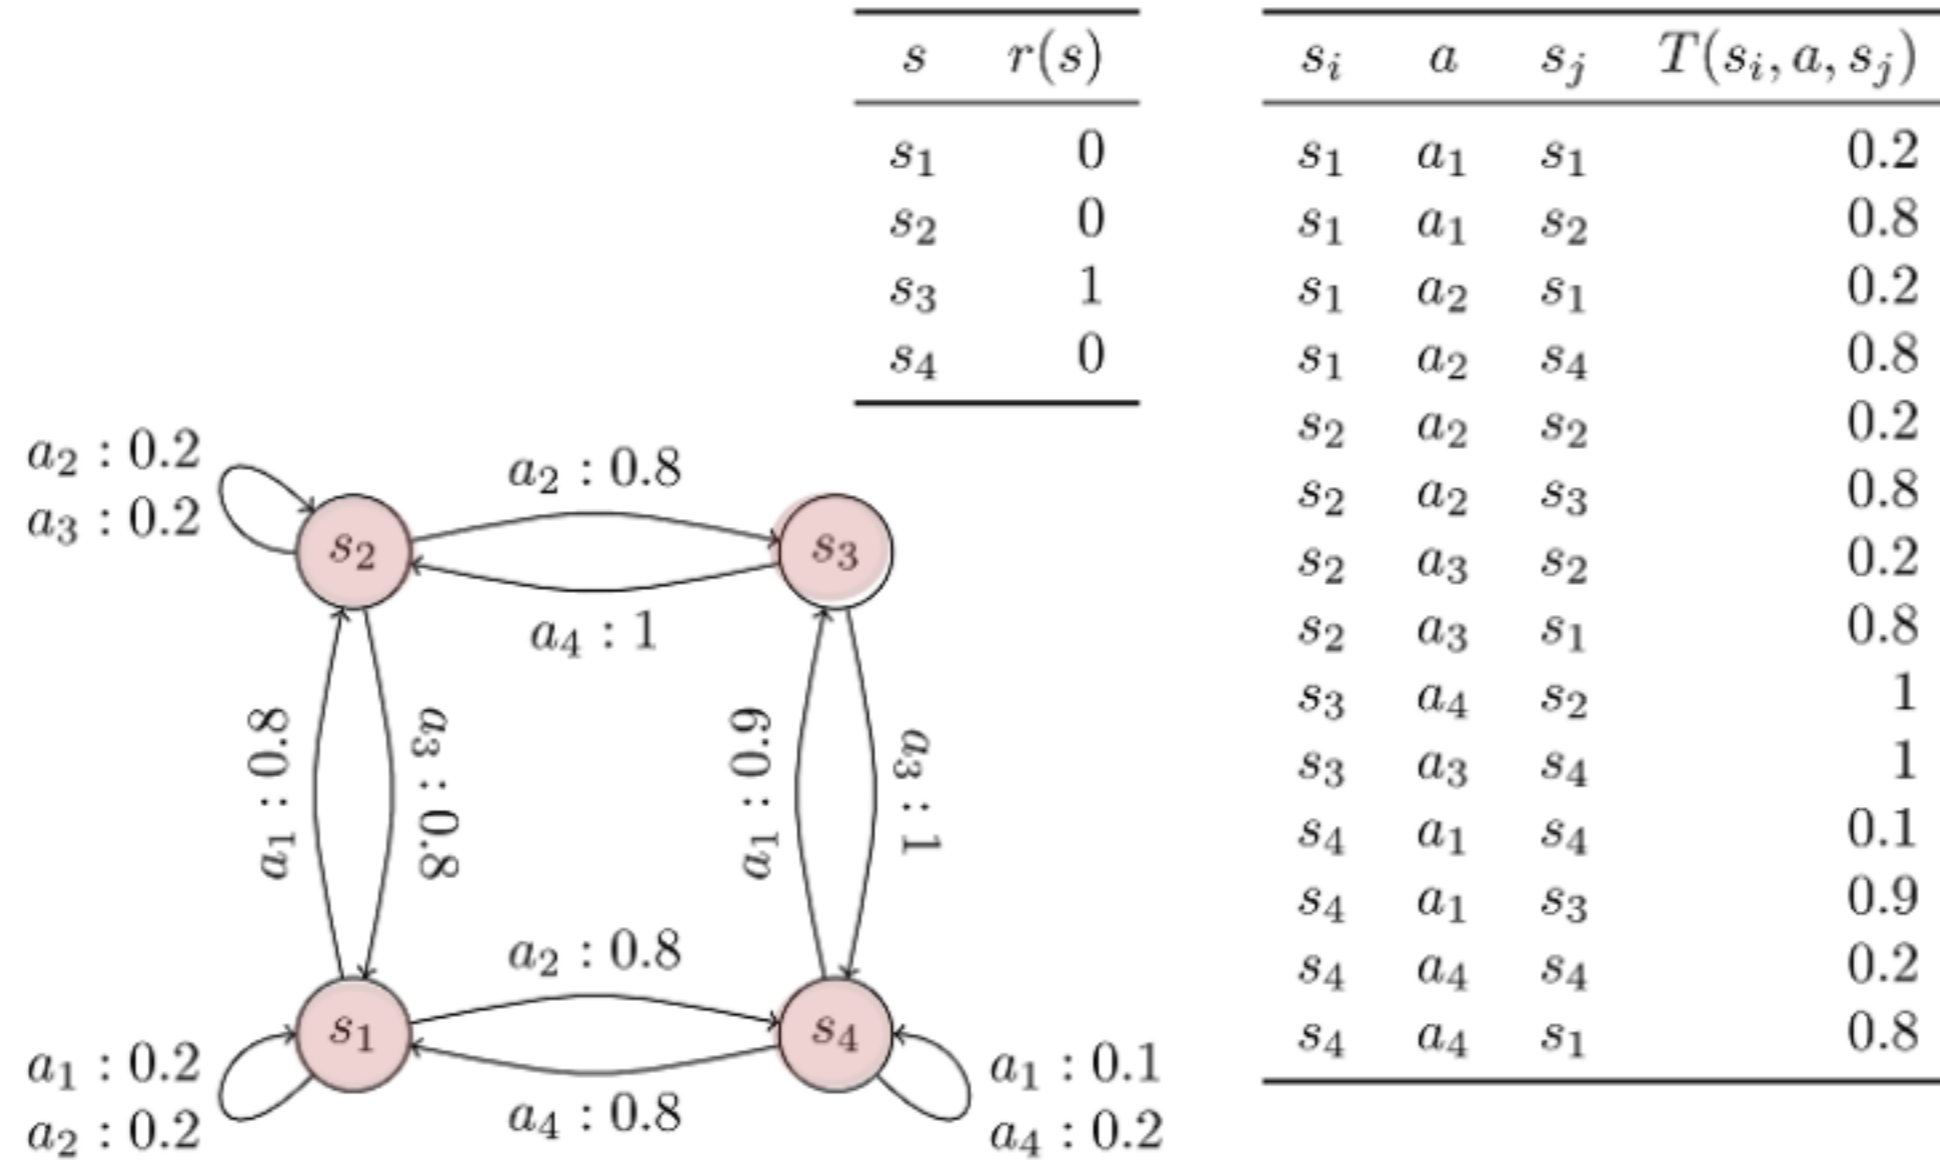 s r(s)
s₁ 0
s₂ 0
s₃ 1
s₄ 0
sᵢ a sⱼ T(sᵢ, a, sⱼ)
s₁ a₁ s₁ 0.2
s₁ a₁ s₂ 0.8
s₁ a₂ s₁ 0.2
s₁ a₂ s₄ 0.8
s₂ a₂ s₂ 0.2
s₂ a₂ s₃ 0.8
s₂ a₃ s₂ 0.2
s₂ a₃ s₁ 0.8
s₃ a₄ s₂ 1
s₃ a₃ s₄ 1
s₄ a₁ s₄ 0.1
s₄ a₁ s₃ 0.9
s₄ a₄ s₄ 0.2
s₄ a₄ s₁ 0.8
a₂ : 0.2
a₃ : 0.2
s₂
a₂ : 0.8
s₃
a₄ : 1
a₁ : 0.8
a₃ : 0.8
a₁ : 0.9
a₃ : 1
a₂ : 0.8
s₁
s₄
a₁ : 0.2
a₂ : 0.2
a₄ : 0.8
a₁ : 0.1
a₄ : 0.2